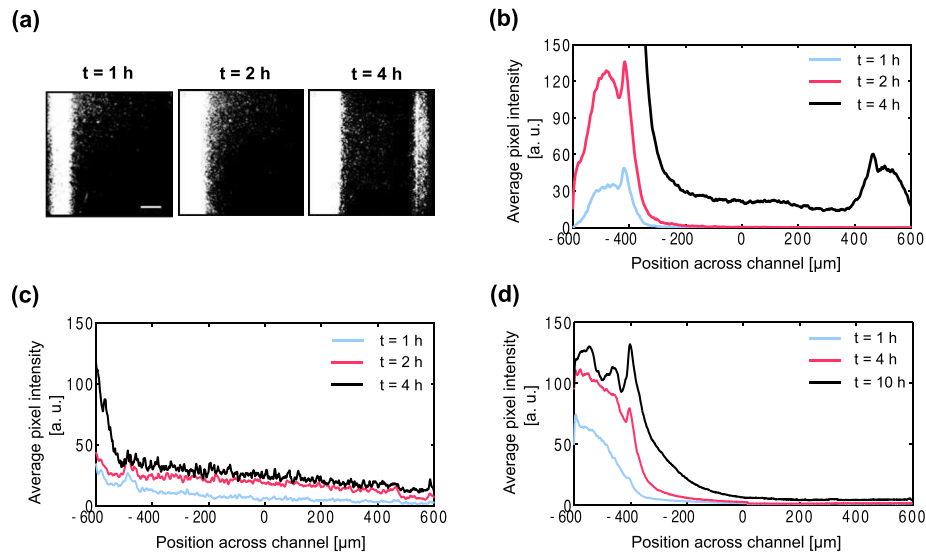 (a)
t = 1 h
t = 2 h
t = 4 h
(b)
Average pixel intensity
[a. u.]
150
120
90
60
30
0
-600
-400
-200
0
200
400
600
Position across channel [µm]
t = 1 h
t = 2 h
t = 4 h
(c)
Average pixel intensity
[a. u.]
150
100
50
0
-600
-400
-200
0
200
400
600
Position across channel [µm]
t = 1 h
t = 2 h
t = 4 h
(d)
Average pixel intensity
[a. u.]
150
100
50
0
-600
-400
-200
0
200
400
600
Position across channel [µm]
t = 1 h
t = 4 h
t = 10 h